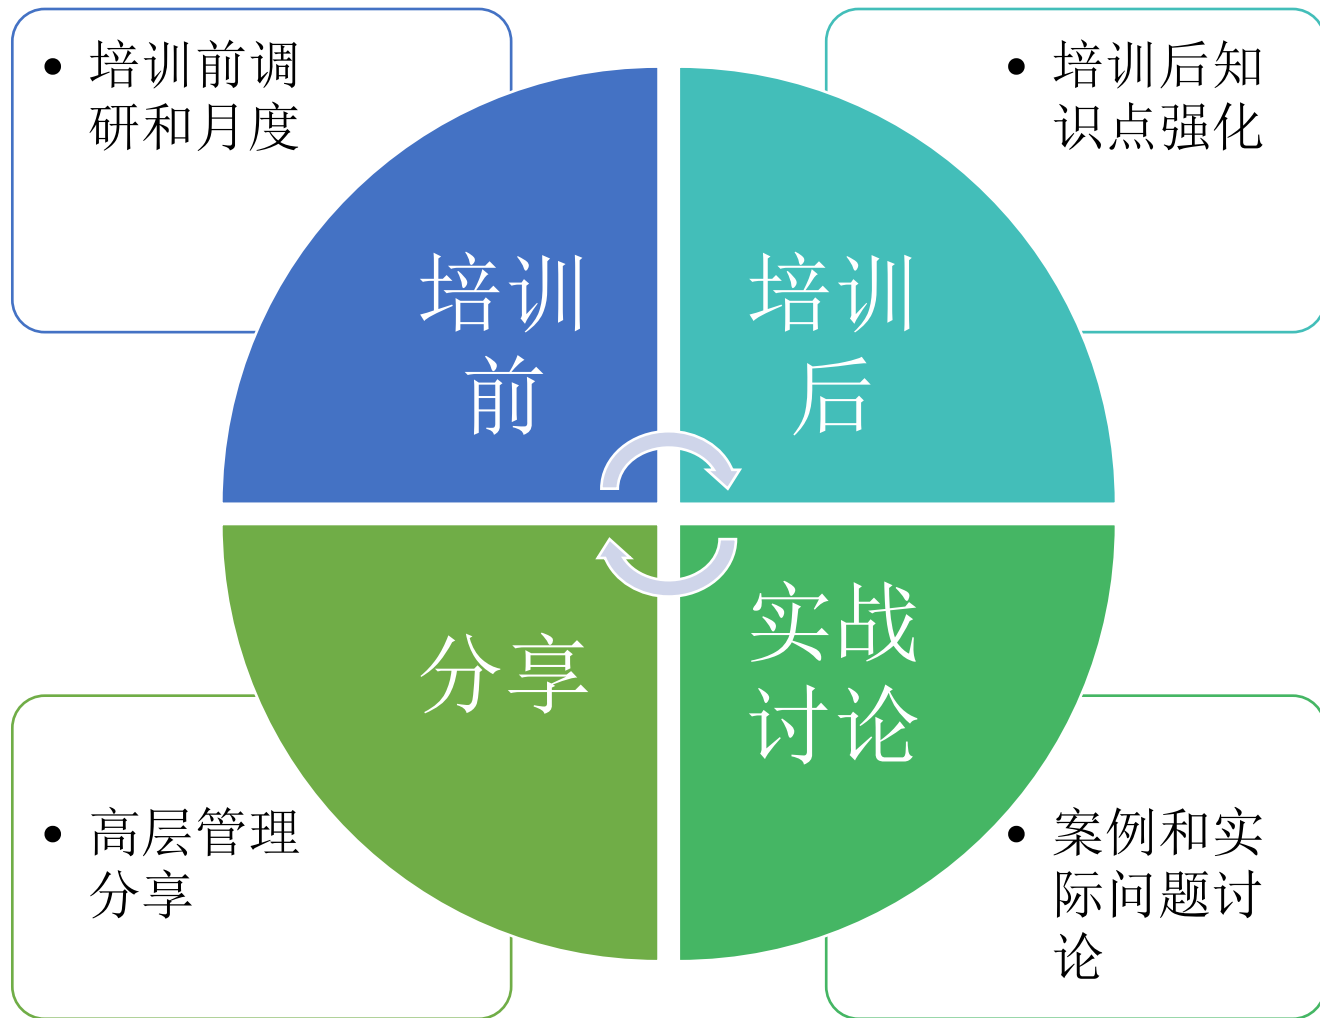 • 培训前调
研和月度
• 培训后知
识点强化
培训
前
培训
后
分享
实战
讨论
• 高层管理
分享
• 案例和实
际问题讨
论